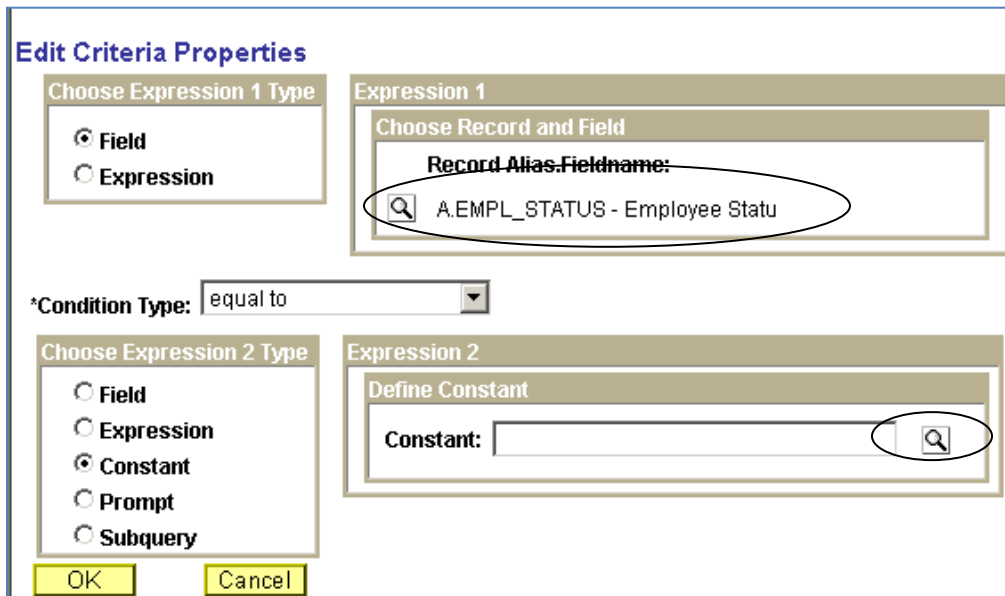 Edit Criteria Properties
Choose Expression 1 Type
Field
Expression
Expression 1
Choose Record and Field
Record Alias.Fieldname:
A.EMPL_STATUS - Employee Statu
*Condition Type: equal to
Choose Expression 2 Type
Field
Expression
Constant
Prompt
Subquery
Expression 2
Define Constant
Constant:
OK Cancel